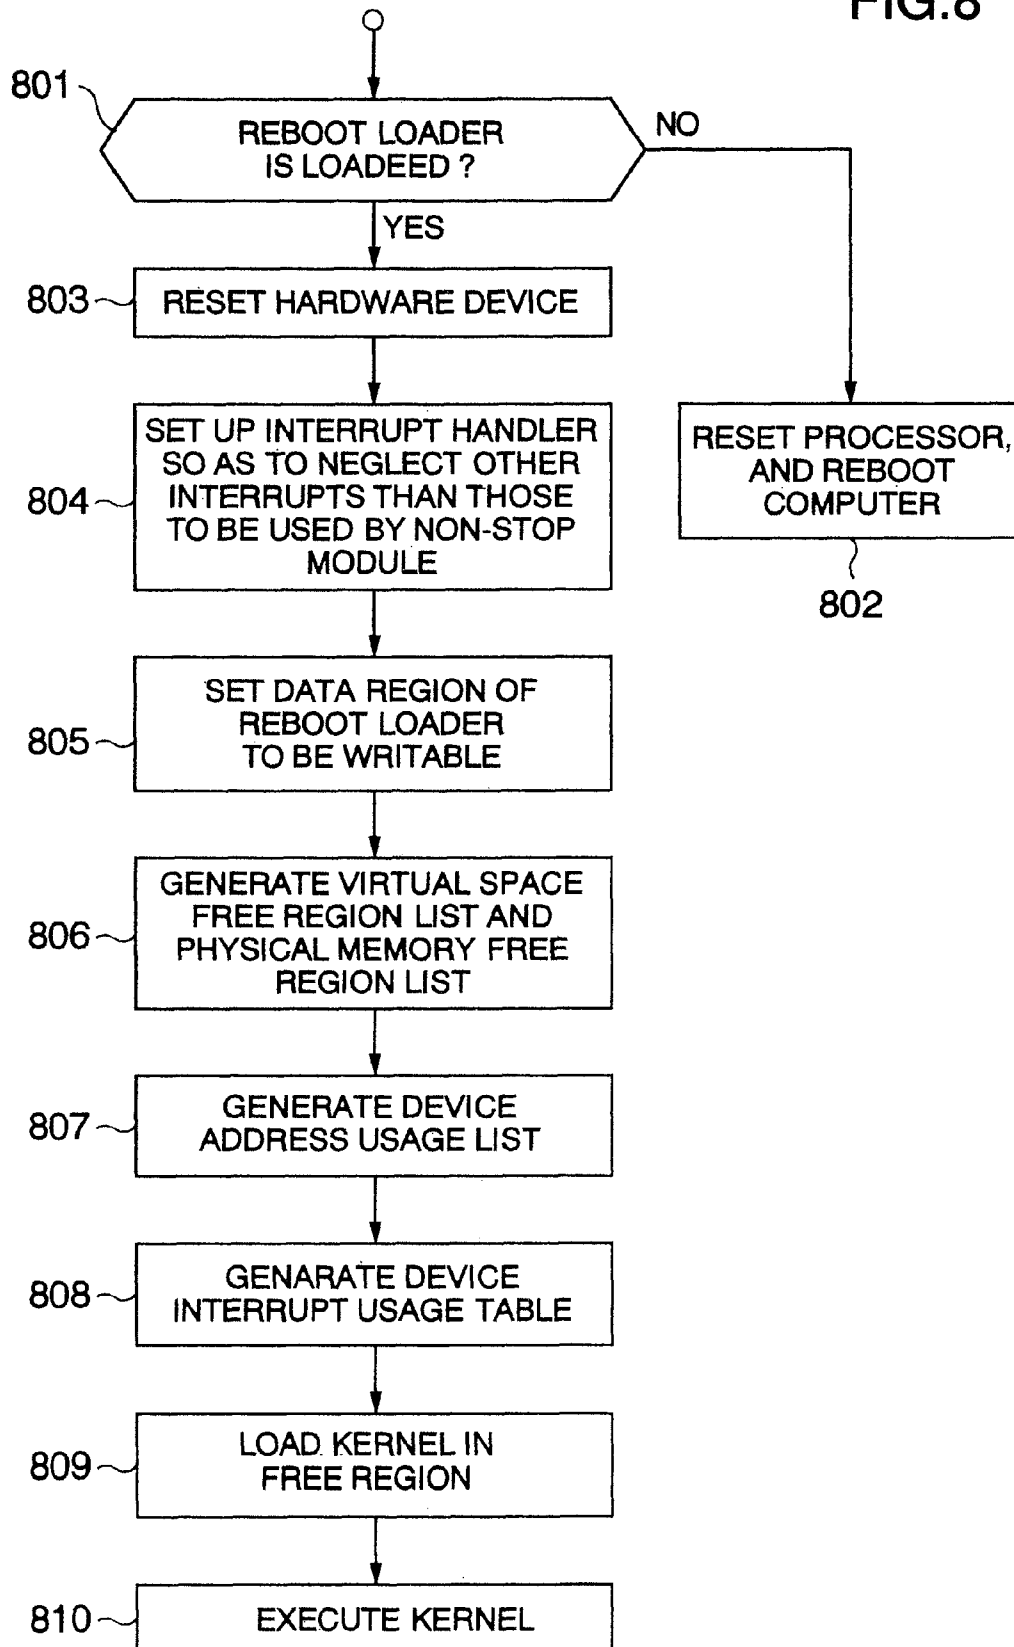 FIG.8
801
REBOOT LOADER
IS LOADEED ?
NO
YES
803
RESET HARDWARE DEVICE
804
SET UP INTERRUPT HANDLER
SO AS TO NEGLECT OTHER
INTERRUPTS THAN THOSE
TO BE USED BY NON-STOP
MODULE
RESET PROCESSOR,
AND REBOOT
COMPUTER
802
805
SET DATA REGION OF
REBOOT LOADER
TO BE WRITABLE
806
GENERATE VIRTUAL SPACE
FREE REGION LIST AND
PHYSICAL MEMORY FREE
REGION LIST
807
GENERATE DEVICE
ADDRESS USAGE LIST
808
GENARATE DEVICE
INTERRUPT USAGE TABLE
809
LOAD KERNEL IN
FREE REGION
810
EXECUTE KERNEL